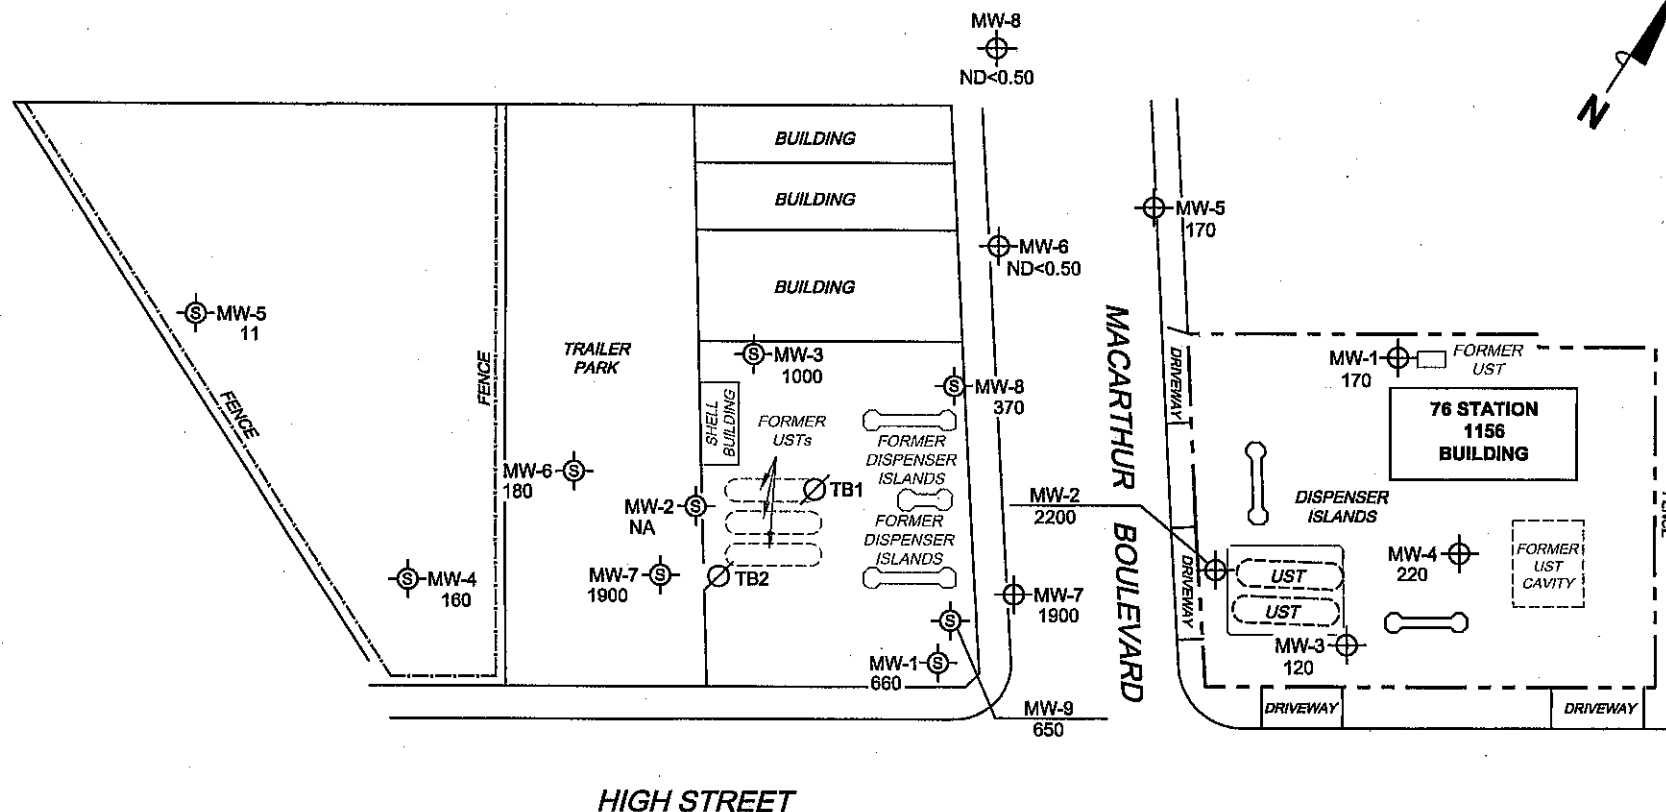 MW-8
ND<0.50
N
BUILDING
BUILDING
BUILDING
MW-5
170
MW-6
ND<0.50
MW-5
11
FENCE
FENCE
TRAILER
PARK
MW-3
1000
SHELL
BUILDING
FORMER
USTs
MW-8
370
FORMER
DISPENSER
ISLANDS
FORMER
DISPENSER
ISLANDS
MW-6
180
MW-2
NA
TB1
TB2
MW-7
1900
MW-4
160
MW-1
660
MW-9
650
MW-7
1900
MW-2
2200
MACARTHUR BOULEVARD
DRIVEWAY
DRIVEWAY
MW-1
170
FORMER
UST
76 STATION
1156
BUILDING
DISPENSER
ISLANDS
UST
UST
MW-4
220
FORMER
UST
CAVITY
MW-3
120
DRIVEWAY
DRIVEWAY
HIGH STREET